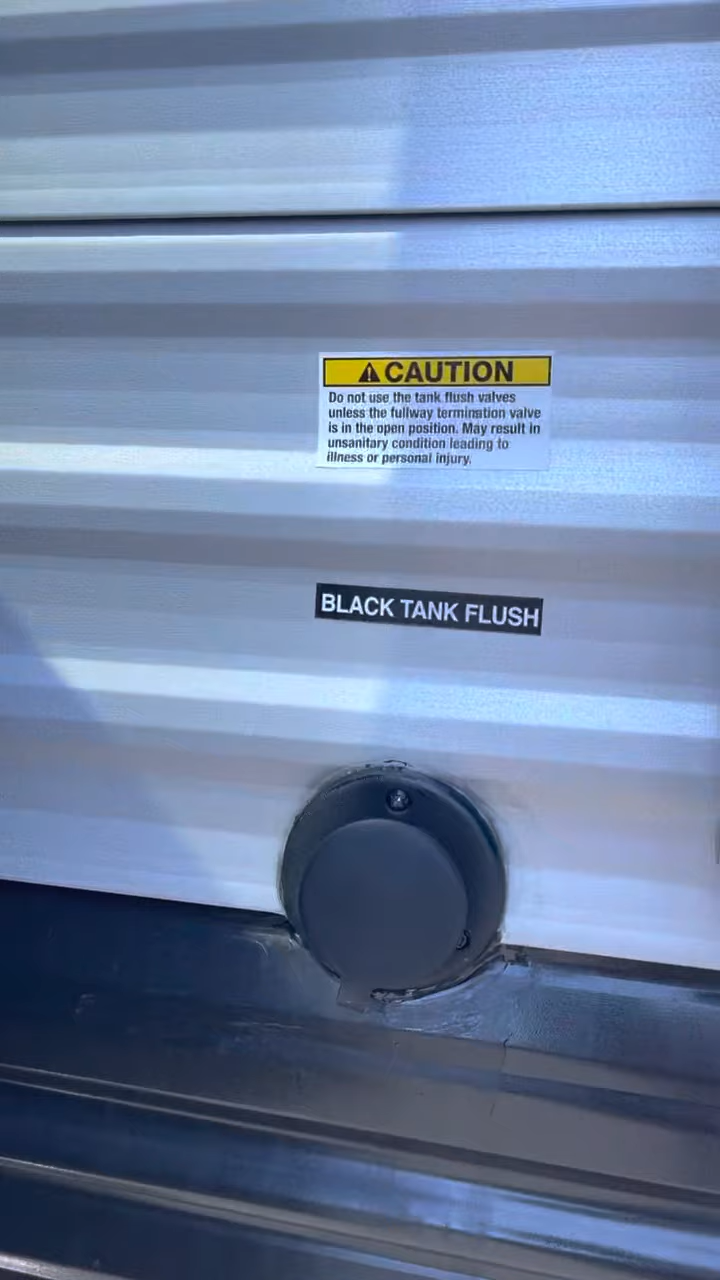 CAUTION
Do not use the tank flush valves
unless the fullway termination valve
is in the open position. May result in
unsanitary condition leading to
illness or personal injury.
BLACK TANK FLUSH